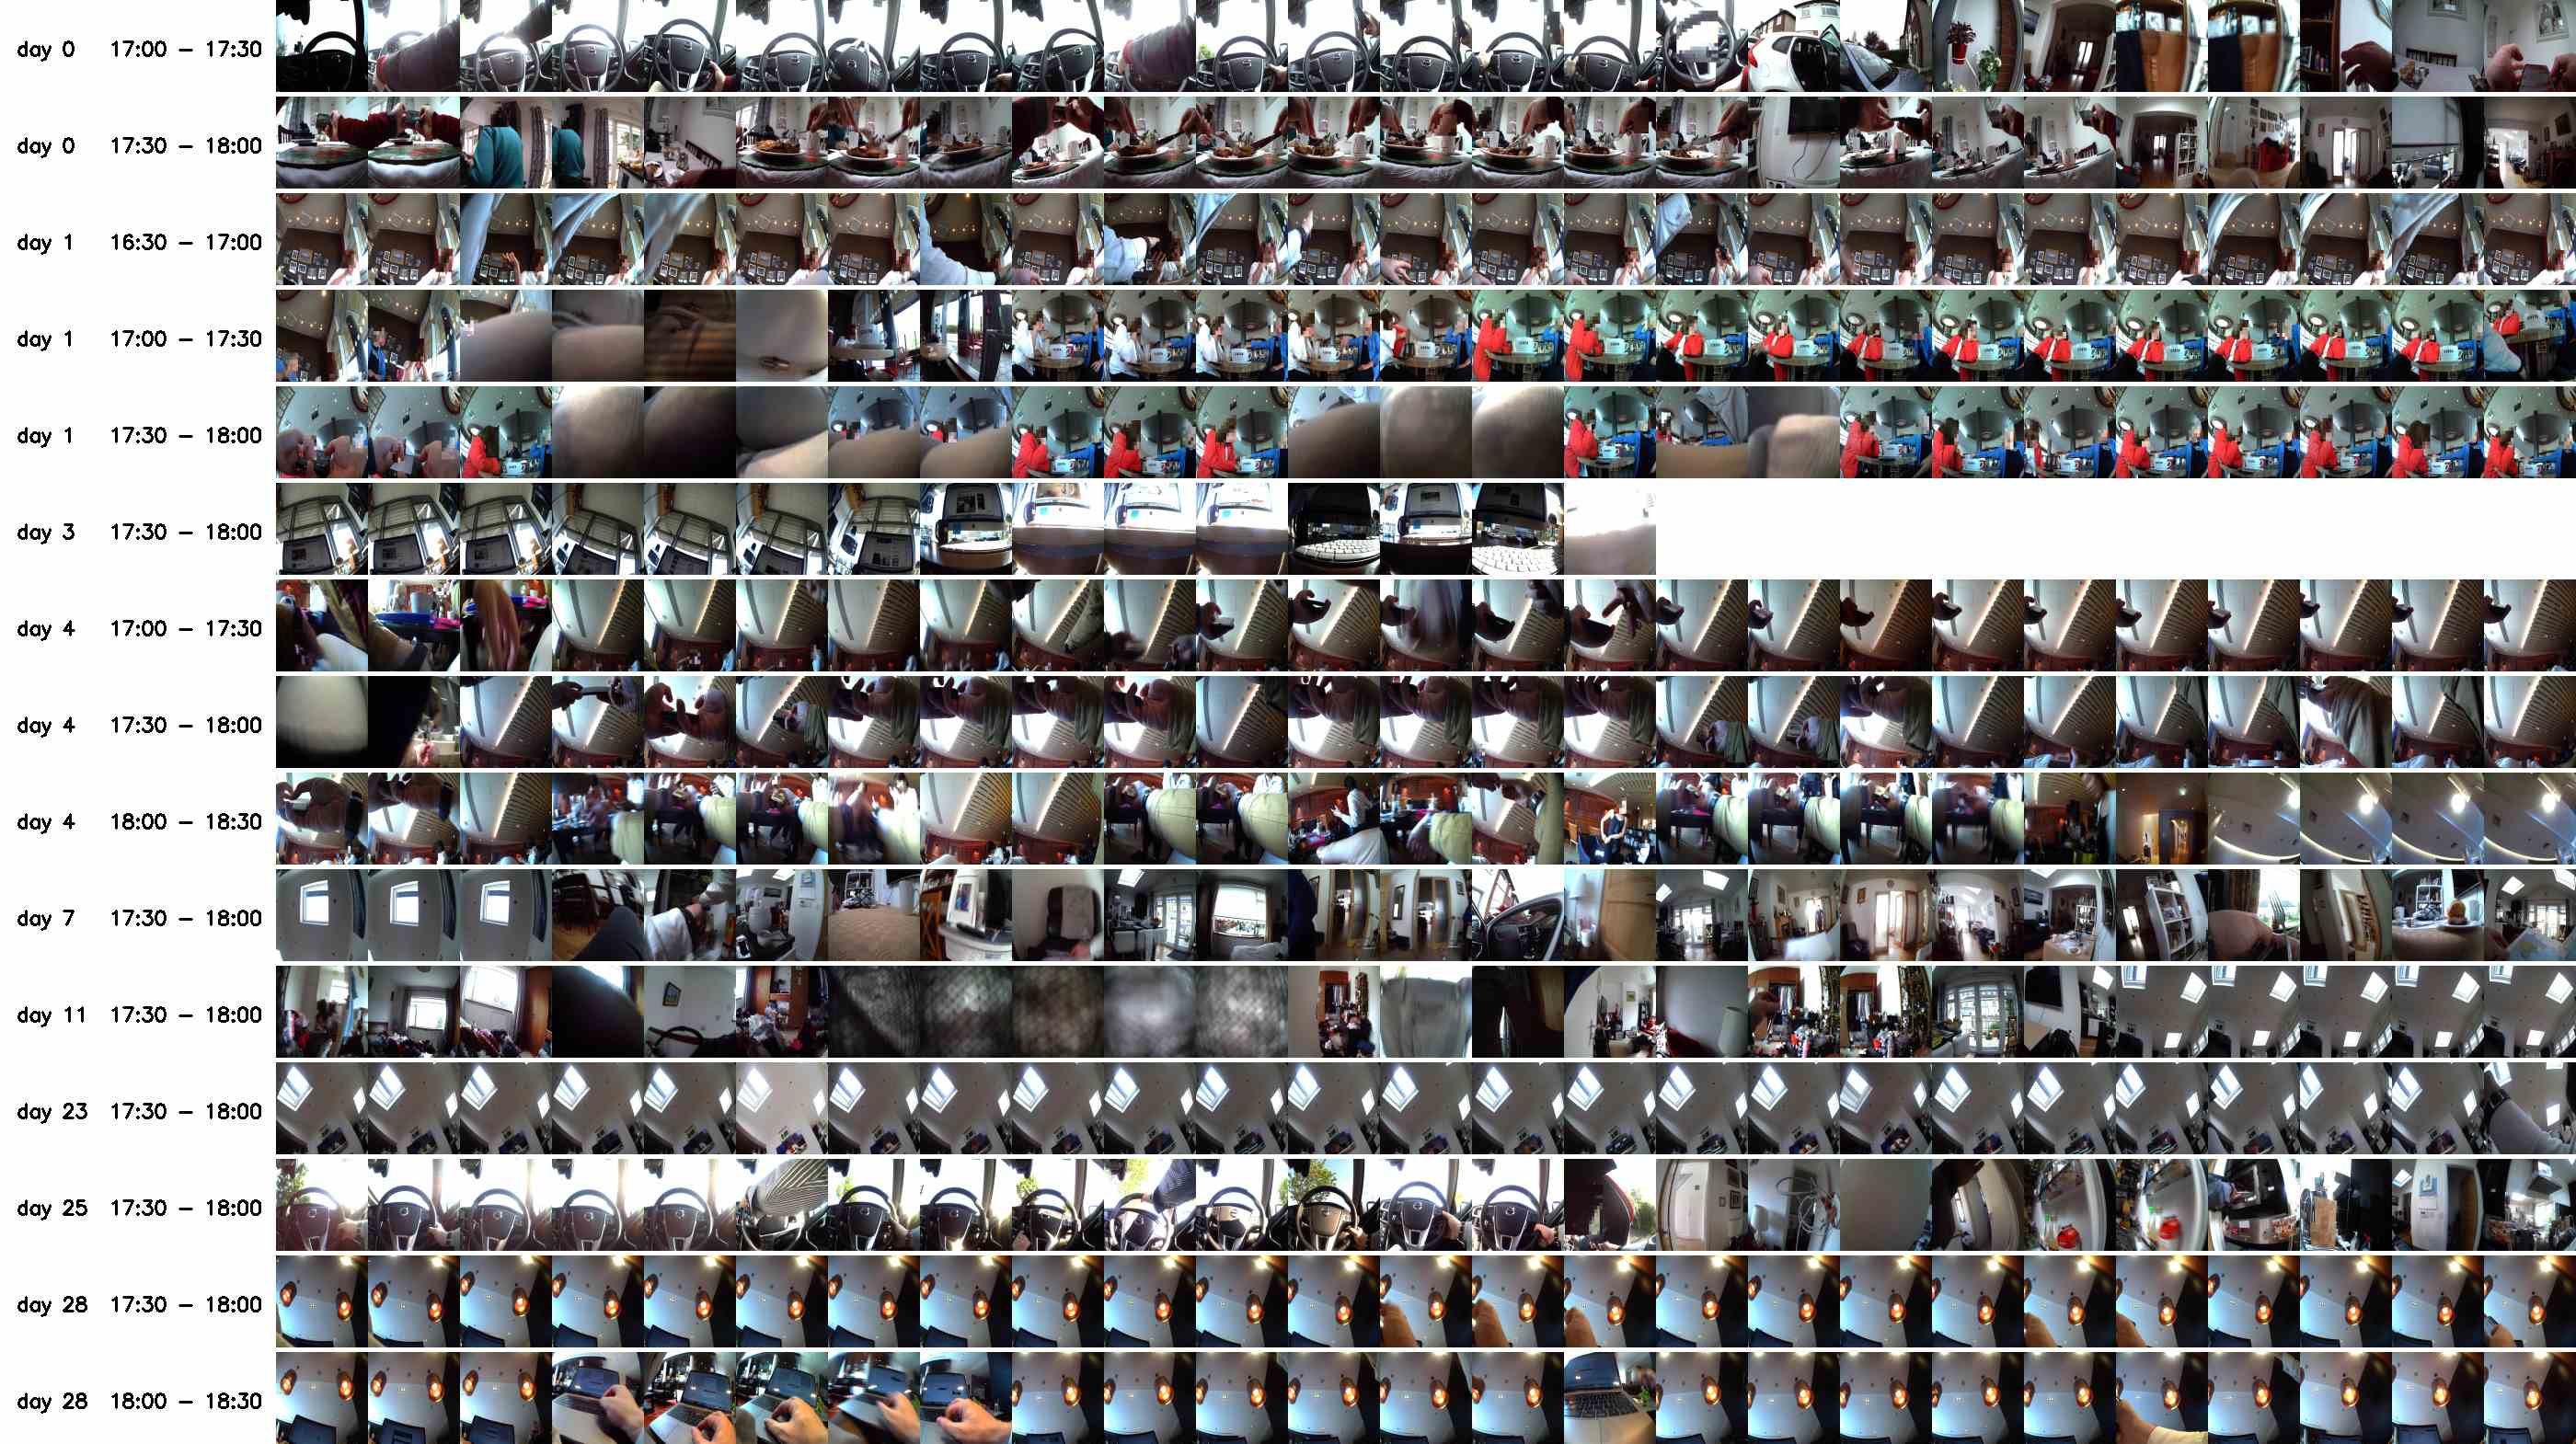 day 0 17:00 - 17:30
day 0 17:30 - 18:00
day 1 16:30 - 17:00
day 1 17:00 - 17:30
day 1 17:30 - 18:00
day 3 17:30 - 18:00
day 4 17:00 - 17:30
day 4 17:30 - 18:00
day 4 18:00 - 18:30
day 7 17:30 - 18:00
day 11 17:30 - 18:00
day 23 17:30 - 18:00
day 25 17:30 - 18:00
day 28 17:30 - 18:00
day 28 18:00 - 18:30